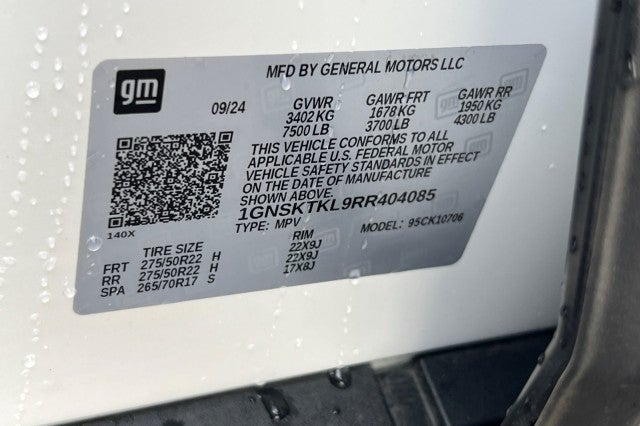 gm
MFD BY GENERAL MOTORS LLC
09/24 GVWR GAWR FRT GAWR RR
3402 KG 1678 KG 1950 KG
7500 LB 3700 LB 4300 LB
THIS VEHICLE CONFORMS TO ALL
APPLICABLE U.S. FEDERAL MOTOR
VEHICLE SAFETY STANDARDS IN EFFECT
ON THE DATE OF MANUFACTURE
SHOWN ABOVE.
1GNSKTKL9RR404085
TYPE: MPV MODEL: 95CK10706
140X
TIRE SIZE RIM
FRT 275/50R22 H 22X9J
RR 275/50R22 H 22X9J
SPA 265/70R17 S 17X8J